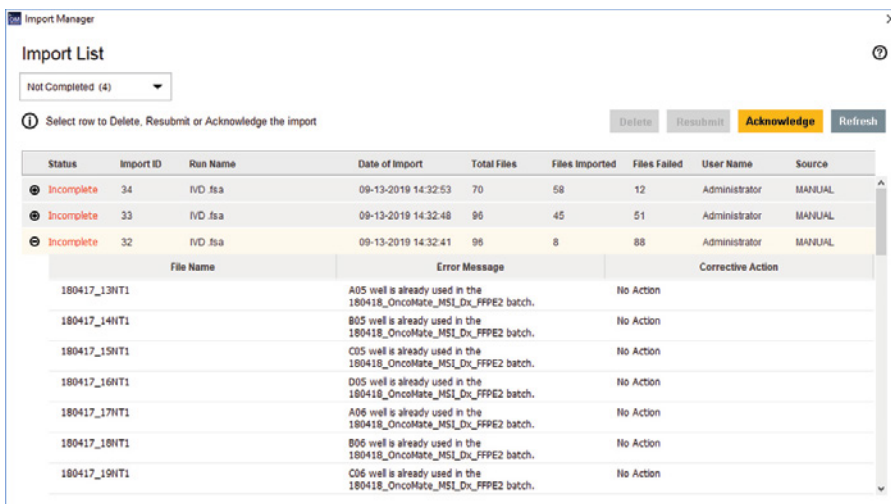 DM Import Manager
Import List
Not Completed (4)
Select row to Delete, Resubmit or Acknowledge the import
Delete Resubmit Acknowledge Refresh
Status Import ID Run Name Date of Import Total Files Files Imported Files Failed User Name Source
Incomplete 34 IVD .fsa 09-13-2019 14:32:53 70 58 12 Administrator MANUAL
Incomplete 33 IVD .fsa 09-13-2019 14:32:48 96 45 51 Administrator MANUAL
Incomplete 32 IVD .fsa 09-13-2019 14:32:41 96 8 88 Administrator MANUAL
File Name Error Message Corrective Action
180417_13NT1 A05 well is already used in the No Action
180418_OncoMate_MSI_Dx_FFPE2 batch.
180417_14NT1 B05 well is already used in the No Action
180418_OncoMate_MSI_Dx_FFPE2 batch.
180417_15NT1 C05 well is already used in the No Action
180418_OncoMate_MSI_Dx_FFPE2 batch.
180417_16NT1 D05 well is already used in the No Action
180418_OncoMate_MSI_Dx_FFPE2 batch.
180417_17NT1 A06 well is already used in the No Action
180418_OncoMate_MSI_Dx_FFPE2 batch.
180417_18NT1 B06 well is already used in the No Action
180418_OncoMate_MSI_Dx_FFPE2 batch.
180417_19NT1 C06 well is already used in the No Action
180418_OncoMate_MSI_Dx_FFPE2 batch.